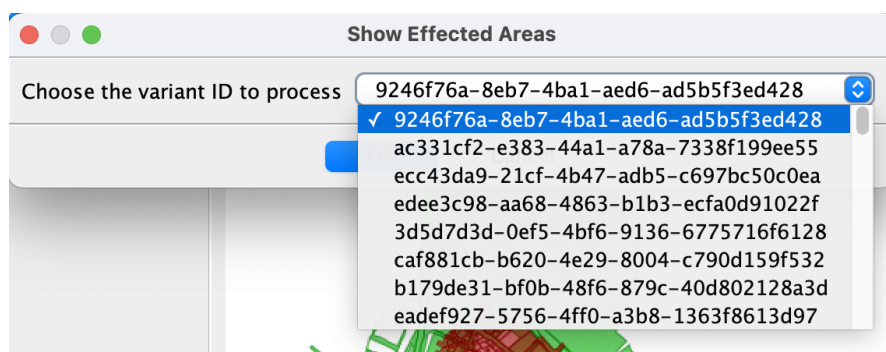 Show Effected Areas
Choose the variant ID to process
9246f76a-8eb7-4ba1-aed6-ad5b5f3ed428
✓ 9246f76a-8eb7-4ba1-aed6-ad5b5f3ed428
ac331cf2-e383-44a1-a78a-7338f199ee55
ecc43da9-21cf-4b47-adb5-c697bc50c0ea
edee3c98-aa68-4863-b1b3-ecfa0d91022f
3d5d7d3d-0ef5-4bf6-9136-6775716f6128
caf881cb-b620-4e29-8004-c790d159f532
b179de31-bf0b-48f6-879c-40d802128a3d
eadef927-5756-4ff0-a3b8-1363f8613d97